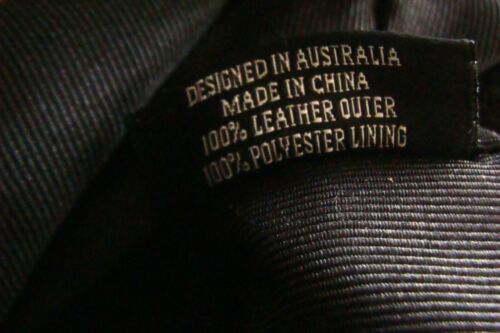 DESIGNED IN AUSTRALIA
MADE IN CHINA
100% LEATHER OUTER
100% POLYESTER LINING